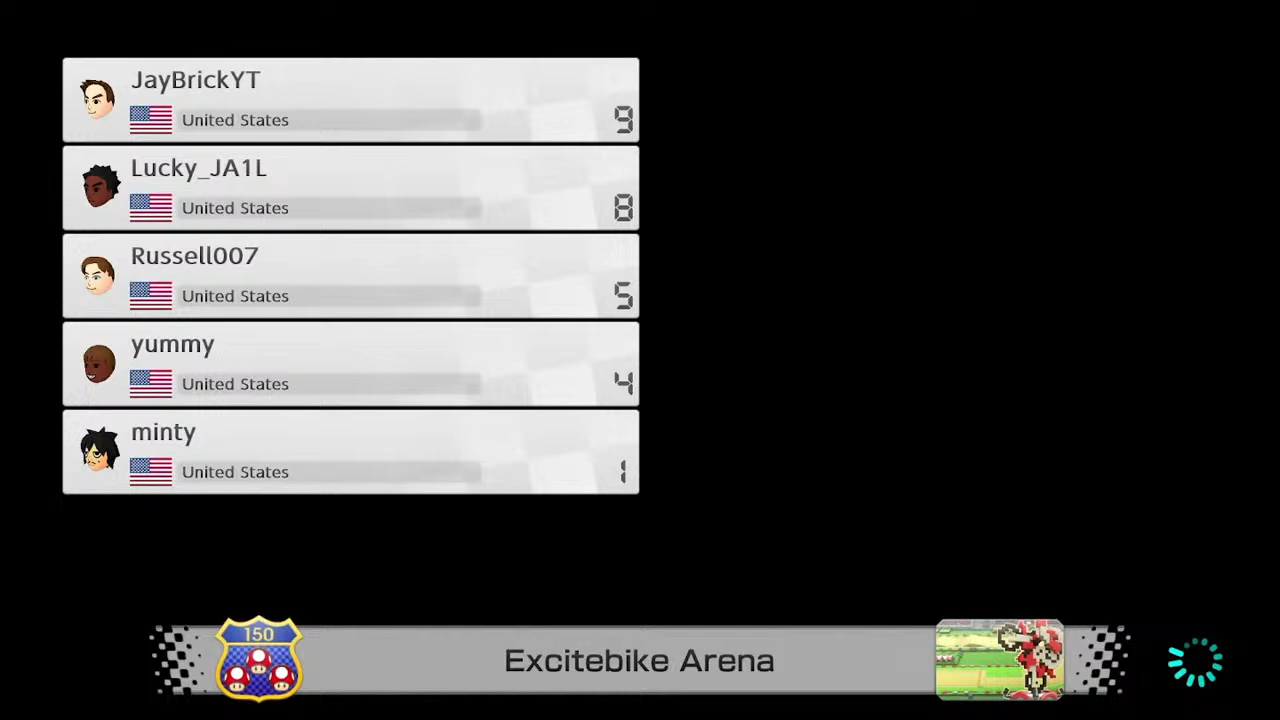 JayBrickYT
United States
9
Lucky_JA1L
United States
8
Russell007
United States
5
yummy
United States
4
minty
United States
1
150
Excitebike Arena